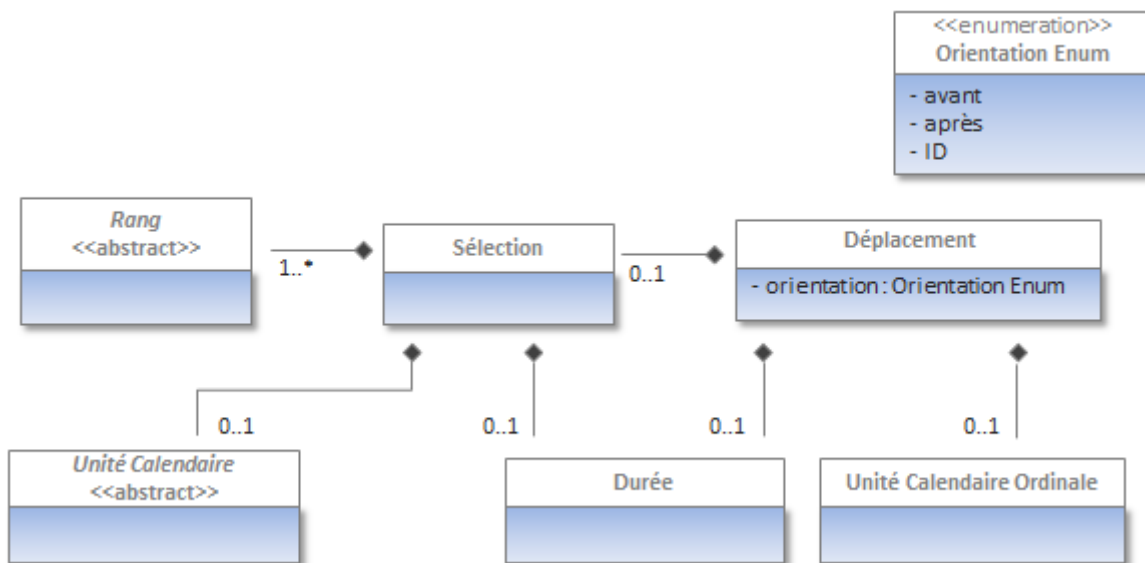 <<enumeration>>
Orientation Enum
- avant
- après
- ID
Rang
<<abstract>>
1..*
Sélection
0..1
Déplacement
- orientation : Orientation Enum
0..1
0..1
0..1
0..1
Unité Calendaire
<<abstract>>
Durée
Unité Calendaire Ordinale